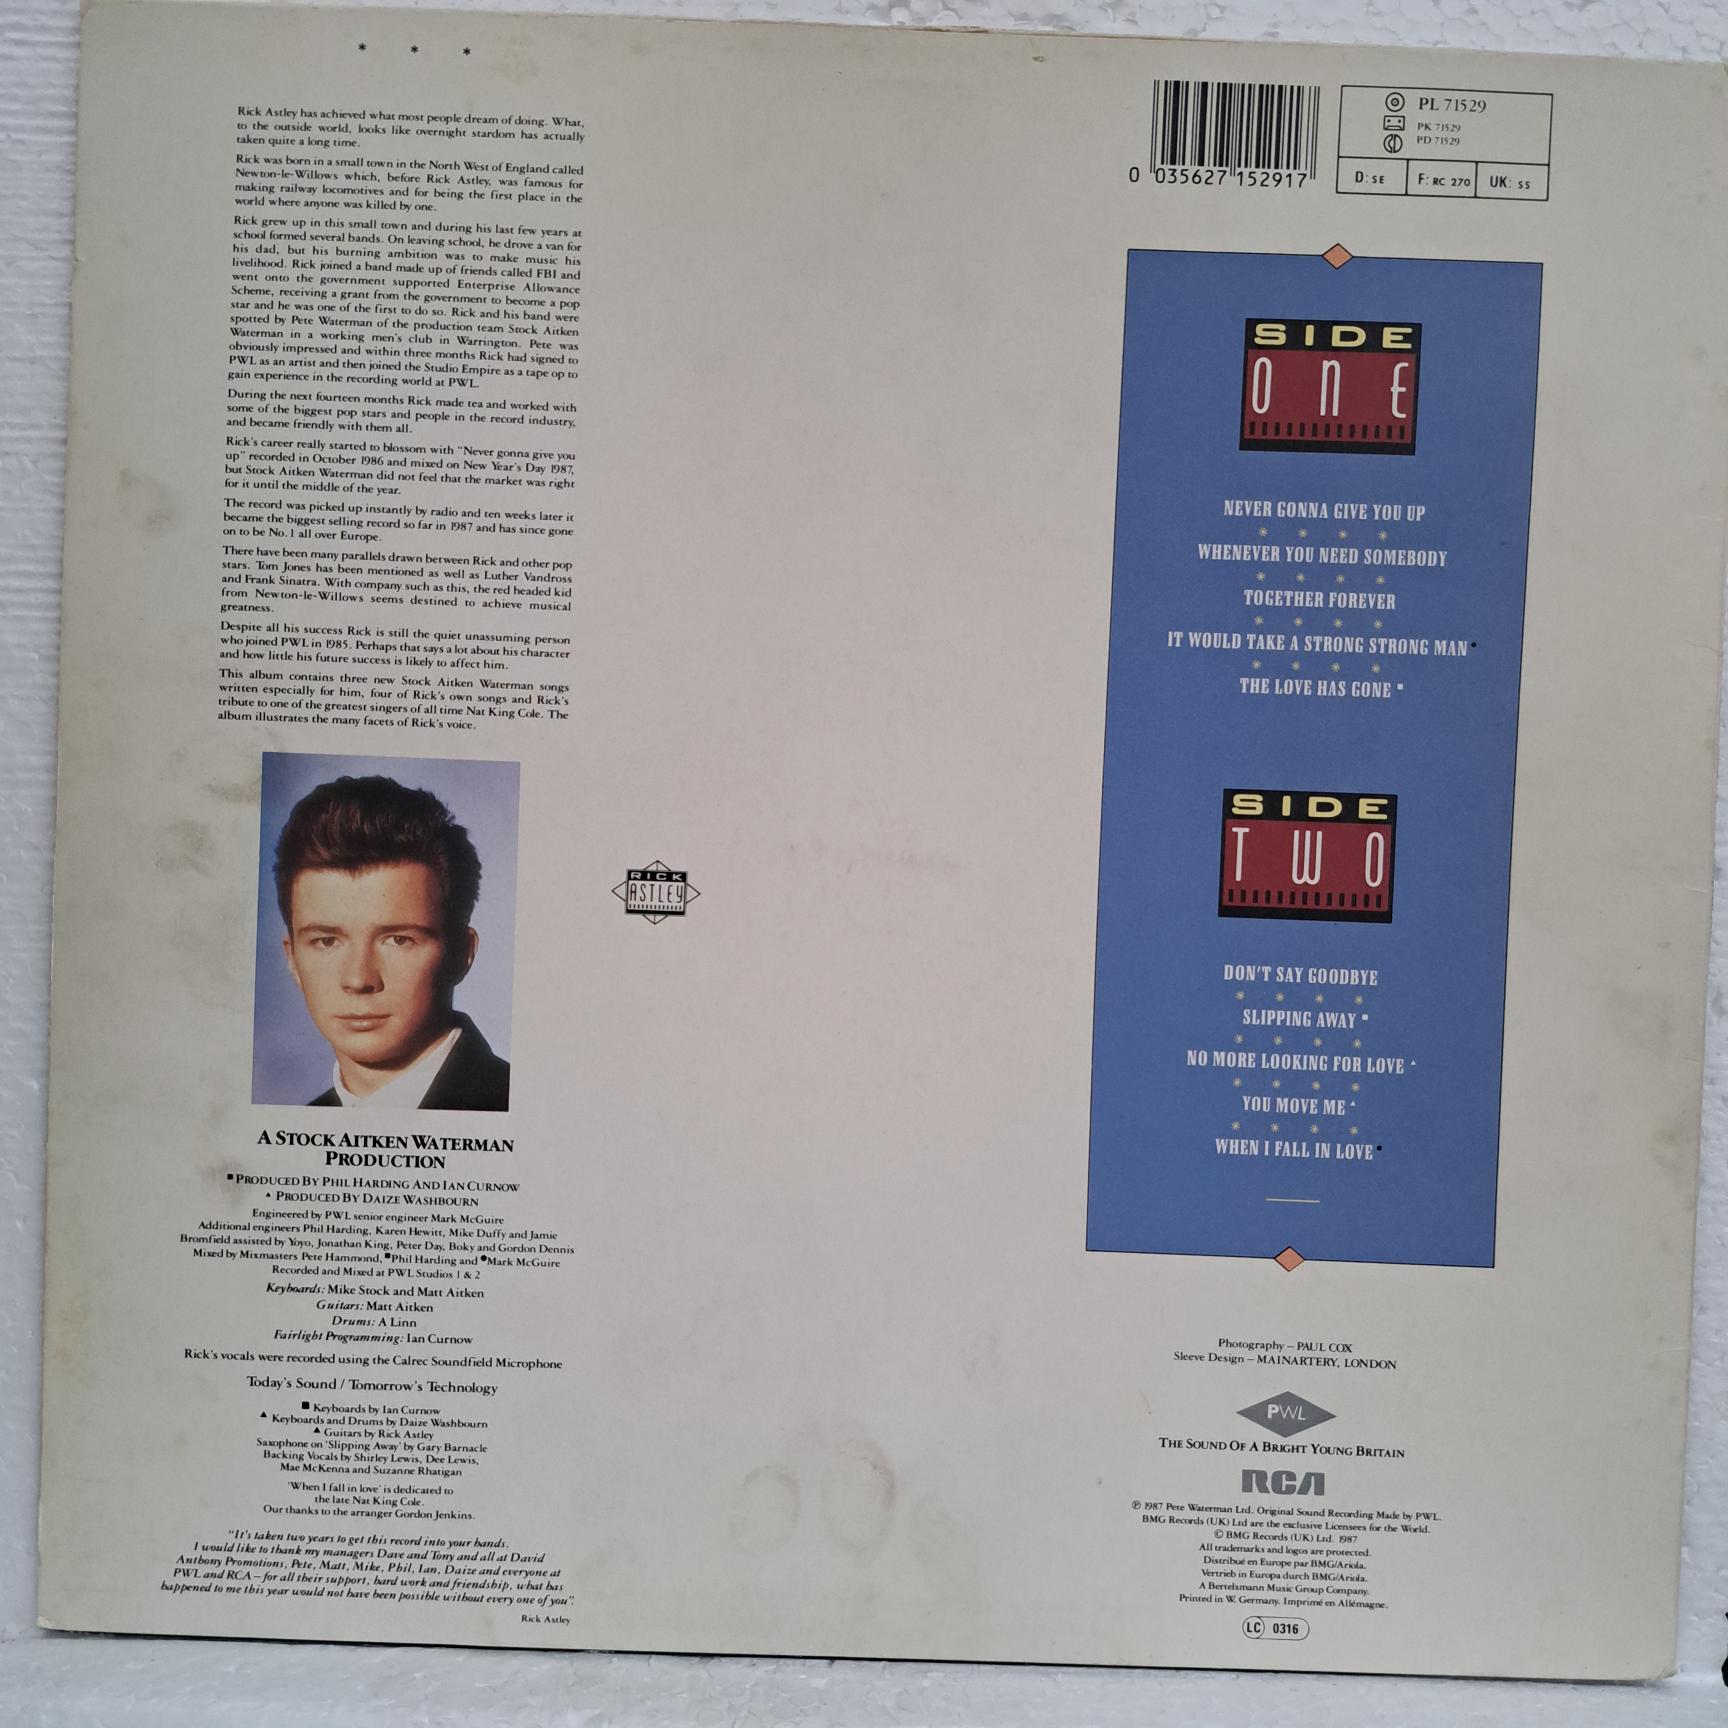 * * *
Rick Astley has achieved what most people dream of doing. What,
to the outside world, looks like overnight stardom has actually
taken quite a long time.
Rick was born in a small town in the North West of England called
Newton-le-Willows which, before Rick Astley, was famous for
making railway locomotives and for being the first place in the
world where anyone was killed by one.
Rick grew up in this small town and during his last few years at
school formed several bands. On leaving school, he drove a van for
his dad, but his burning ambition was to make music his
livelihood. Rick joined a band made up of friends called FBI and
went onto the government supported Enterprise Allowance
Scheme, receiving a grant from the government to become a pop
star and he was one of the first to do so. Rick and his band were
spotted by Pete Waterman of the production team Stock Aitken
Waterman in a working men's club in Warrington. Pete was
obviously impressed and within three months Rick had signed to
PWL as an artist and then joined the Studio Empire as a tape op to
gain experience in the recording world at PWL.
During the next fourteen months Rick made tea and worked with
some of the biggest pop stars and people in the record industry,
and became friendly with them all.
Rick's career really started to blossom with "Never gonna give you
up" recorded in October 1986 and mixed on New Year's Day 1987,
but Stock Aitken Waterman did not feel that the market was right
for it until the middle of the year.
The record was picked up instantly by radio and ten weeks later it
became the biggest selling record so far in 1987 and has since gone
on to be No. 1 all over Europe.
There have been many parallels drawn between Rick and other pop
stars. Tom Jones has been mentioned as well as Luther Vandross
and Frank Sinatra. With company such as this, the red headed kid
from Newton-le-Willows seems destined to achieve musical
greatness.
Despite all his success Rick is still the quiet unassuming person
who joined PWL in 1985. Perhaps that says a lot about his character
and how little his future success is likely to affect him.
This album contains three new Stock Aitken Waterman songs
written especially for him, four of Rick's own songs and Rick's
tribute to one of the greatest singers of all time Nat King Cole. The
album illustrates the many facets of Rick's voice.
A STOCK AITKEN WATERMAN
PRODUCTION
■ PRODUCED BY PHIL HARDING AND IAN CURNOW
▲ PRODUCED BY DAIZE WASHBOURN
Engineered by PWL senior engineer Mark McGuire
Additional engineers Phil Harding, Karen Hewitt, Mike Duffy and Jamie
Bromfield assisted by Yoyo, Jonathan King, Peter Day, Boky and Gordon Dennis
Mixed by Mixmasters Pete Hammond, ■Phil Harding and ●Mark McGuire
Recorded and Mixed at PWL Studios 1 & 2
Keyboards: Mike Stock and Matt Aitken
Guitars: Matt Aitken
Drums: A Linn
Fairlight Programming: Ian Curnow
Rick's vocals were recorded using the Calrec Soundfield Microphone
Today's Sound / Tomorrow's Technology
■ Keyboards by Ian Curnow
▲ Keyboards and Drums by Daize Washbourn
▲ Guitars by Rick Astley
Saxophone on 'Slipping Away' by Gary Barnacle
Backing Vocals by Shirley Lewis, Dee Lewis,
Mae McKenna and Suzanne Rhatigan
'When I fall in love' is dedicated to
the late Nat King Cole.
Our thanks to the arranger Gordon Jenkins.
"It's taken two years to get this record into your hands.
I would like to thank my managers Dave and Tony and all at David
Anthony Promotions, Pete, Matt, Mike, Phil, Ian, Daize and everyone at
PWL and RCA – for all their support, hard work and friendship, what has
happened to me this year would not have been possible without every one of you".
Rick Astley
RICK
ASTLEY
0 035627 152917
PL 71529
PK 71529
PD 71529
D: SE F: RC 270 UK: SS
SIDE
ONE
NEVER GONNA GIVE YOU UP
WHENEVER YOU NEED SOMEBODY
TOGETHER FOREVER
IT WOULD TAKE A STRONG STRONG MAN ●
THE LOVE HAS GONE ■
SIDE
TWO
DON'T SAY GOODBYE
SLIPPING AWAY ■
NO MORE LOOKING FOR LOVE ▲
YOU MOVE ME ▲
WHEN I FALL IN LOVE ●
Photography – PAUL COX
Sleeve Design – MAINARTERY, LONDON
PWL
THE SOUND OF A BRIGHT YOUNG BRITAIN
RCA
℗ 1987 Pete Waterman Ltd. Original Sound Recording Made by PWL.
BMG Records (UK) Ltd are the exclusive Licensees for the World.
© BMG Records (UK) Ltd. 1987
All trademarks and logos are protected.
Distribué en Europe par BMG/Ariola.
Vertrieb in Europa durch BMG/Ariola.
A Bertelsmann Music Group Company.
Printed in W. Germany. Imprimé en Allémagne.
LC 0316